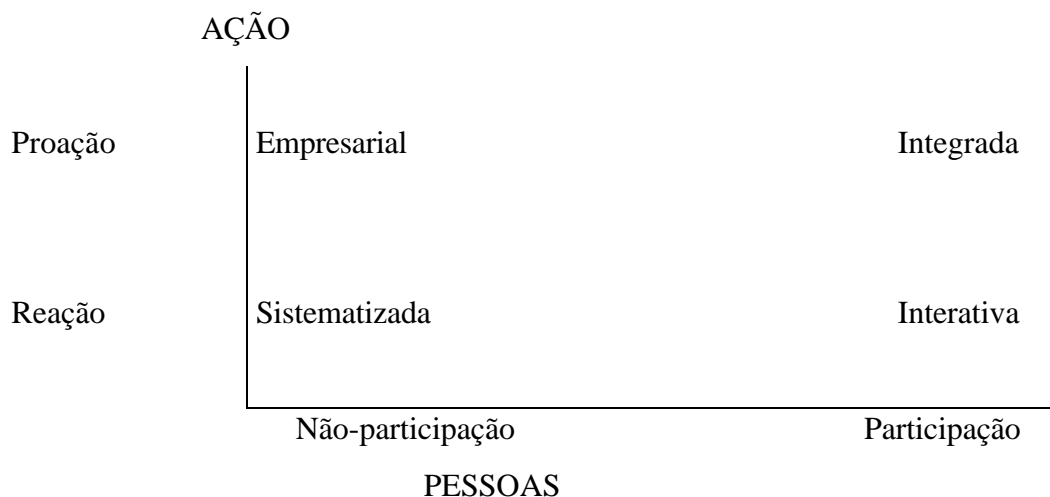 AÇÃO
Proação Empresarial Integrada
Reação Sistematizada Interativa
Não-participação Participação
PESSOAS